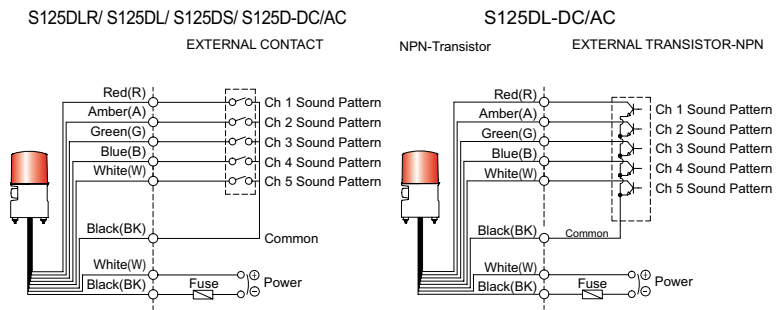 S125DLR/ S125DL/ S125DS/ S125D-DC/AC
EXTERNAL CONTACT
Red(R)
Amber(A)
Green(G)
Blue(B)
White(W)
Ch 1 Sound Pattern
Ch 2 Sound Pattern
Ch 3 Sound Pattern
Ch 4 Sound Pattern
Ch 5 Sound Pattern
Black(BK)
Common
White(W)
Black(BK)
Fuse
Power
S125DL-DC/AC
NPN-Transistor
EXTERNAL TRANSISTOR-NPN
Red(R)
Amber(A)
Green(G)
Blue(B)
White(W)
Ch 1 Sound Pattern
Ch 2 Sound Pattern
Ch 3 Sound Pattern
Ch 4 Sound Pattern
Ch 5 Sound Pattern
Black(BK)
Common
White(W)
Black(BK)
Fuse
Power